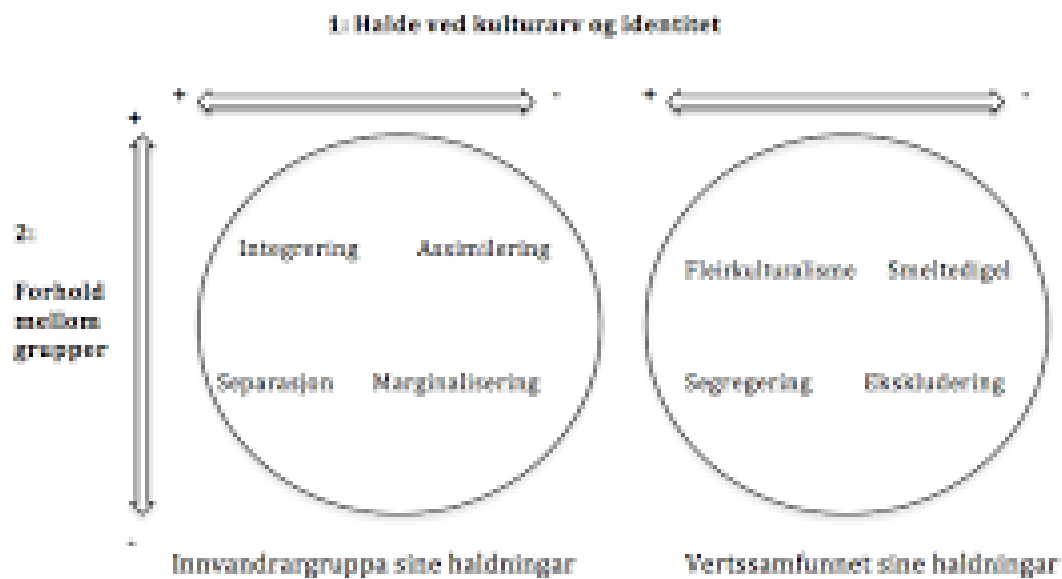 1: Halde ved kulturarv og identitet
+ - + -
+
2:
Forhold
mellom
grupper
Integrering Assimilering
Separasjon Marginalisering
Fleirkulturalisme Smeltedigel
Segregering Ekskludering
-
Innvandrargruppa sine haldningar
Vertssamfunnet sine haldningar